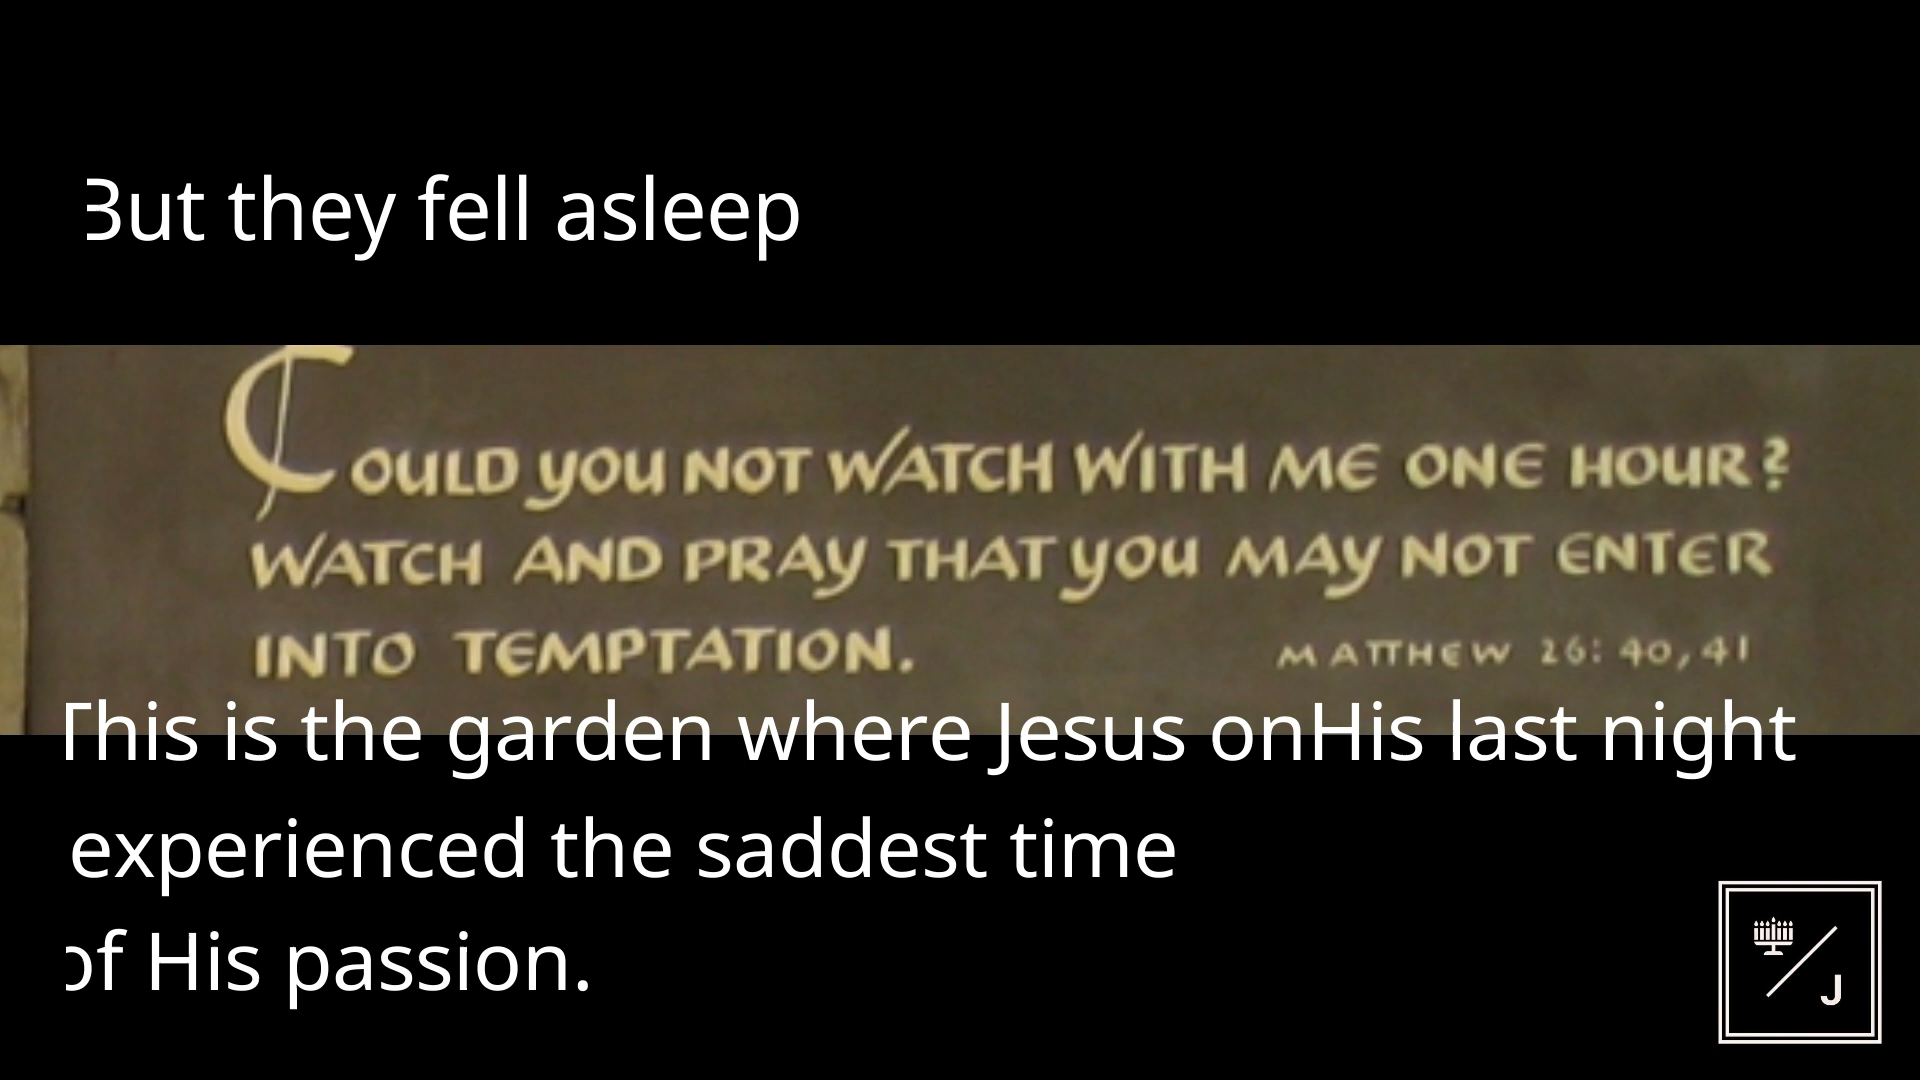 But they fell asleep
COULD YOU NOT WATCH WITH ME ONE HOUR?
WATCH AND PRAY THAT YOU MAY NOT ENTER
INTO TEMPTATION.
MATTHEW 26: 40, 41
This is the garden where Jesus onHis last night
experienced the saddest time
of His passion.
J